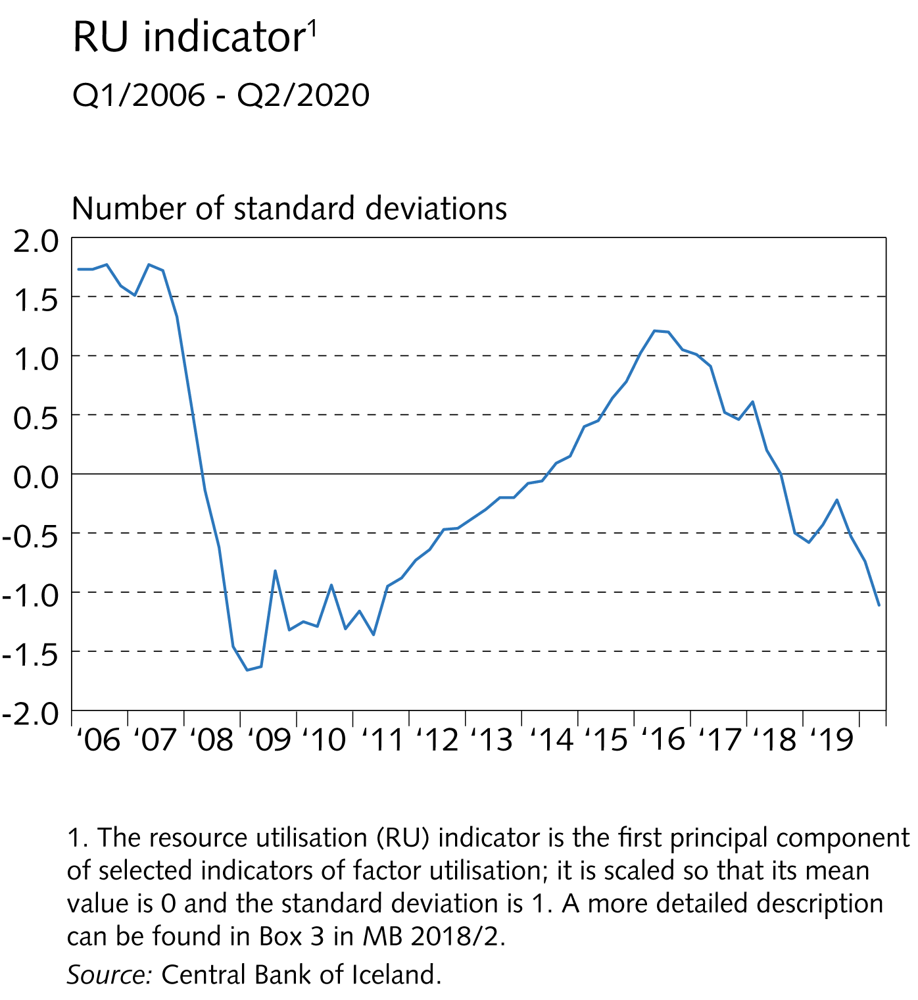 RU indicator¹
Q1/2006 - Q2/2020
Number of standard deviations
2.0
1.5
1.0
0.5
0.0
-0.5
-1.0
-1.5
-2.0
‘06 ‘07 ‘08 ‘09 ‘10 ‘11 ‘12 ‘13 ‘14 ‘15 ‘16 ‘17 ‘18 ‘19
1. The resource utilisation (RU) indicator is the first principal component
of selected indicators of factor utilisation; it is scaled so that its mean
value is 0 and the standard deviation is 1. A more detailed description
can be found in Box 3 in MB 2018/2.
Source: Central Bank of Iceland.